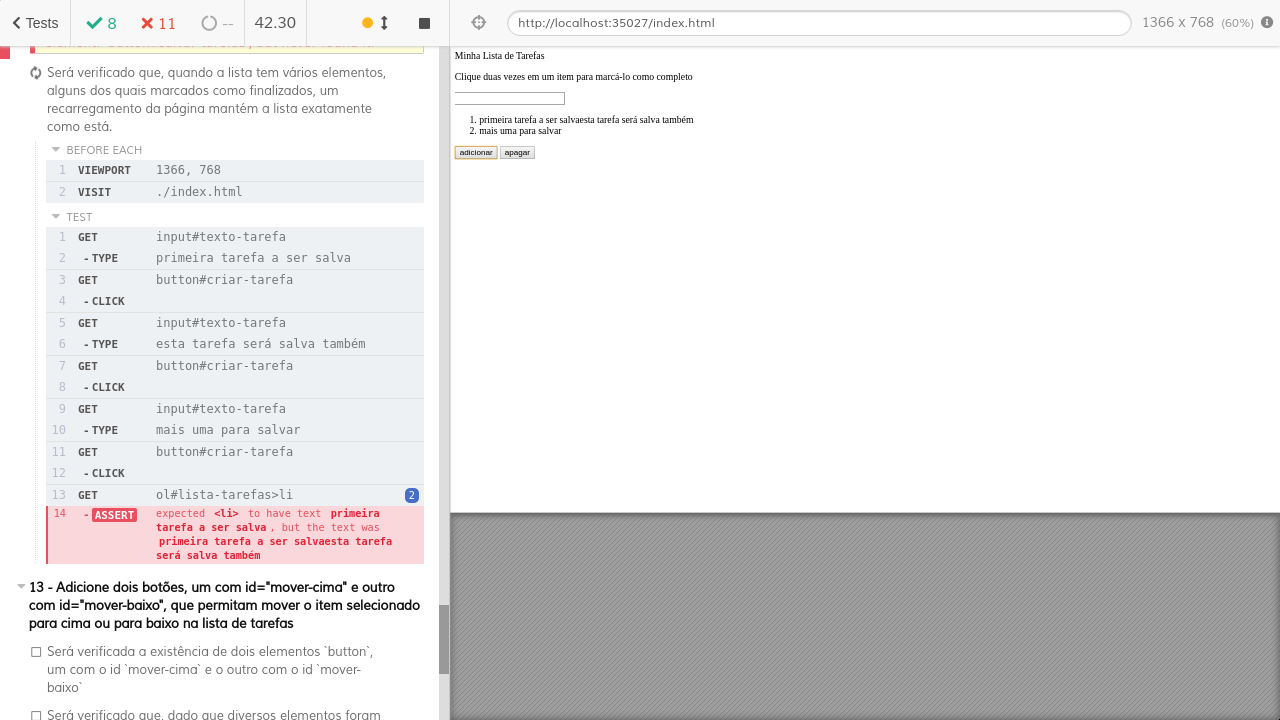 Tests
8
11
--
42.30
http://localhost:35027/index.html
1366 x 768 (60%)
Será verificado que, quando a lista tem vários elementos,
alguns dos quais marcados como finalizados, um
recarregamento da página mantém a lista exatamente
como está.
BEFORE EACH
1 VIEWPORT 1366, 768
2 VISIT ./index.html
TEST
1 GET input#texto-tarefa
2 -TYPE primeira tarefa a ser salva
3 GET button#criar-tarefa
4 -CLICK
5 GET input#texto-tarefa
6 -TYPE esta tarefa será salva também
7 GET button#criar-tarefa
8 -CLICK
9 GET input#texto-tarefa
10 -TYPE mais uma para salvar
11 GET button#criar-tarefa
12 -CLICK
13 GET ol#lista-tarefas>li 2
14 -ASSERT expected <li> to have text primeira
tarefa a ser salva, but the text was
primeira tarefa a ser salvaesta tarefa
será salva também
13 - Adicione dois botões, um com id="mover-cima" e outro
com id="mover-baixo", que permitam mover o item selecionado
para cima ou para baixo na lista de tarefas
Será verificada a existência de dois elementos `button`,
um com o id `mover-cima` e o outro com o id `mover-
baixo`
Será verificado que, dado que diversos elementos foram
Minha Lista de Tarefas
Clique duas vezes em um item para marcá-lo como completo
1. primeira tarefa a ser salvaesta tarefa será salva também
2. mais uma para salvar
adicionar apagar